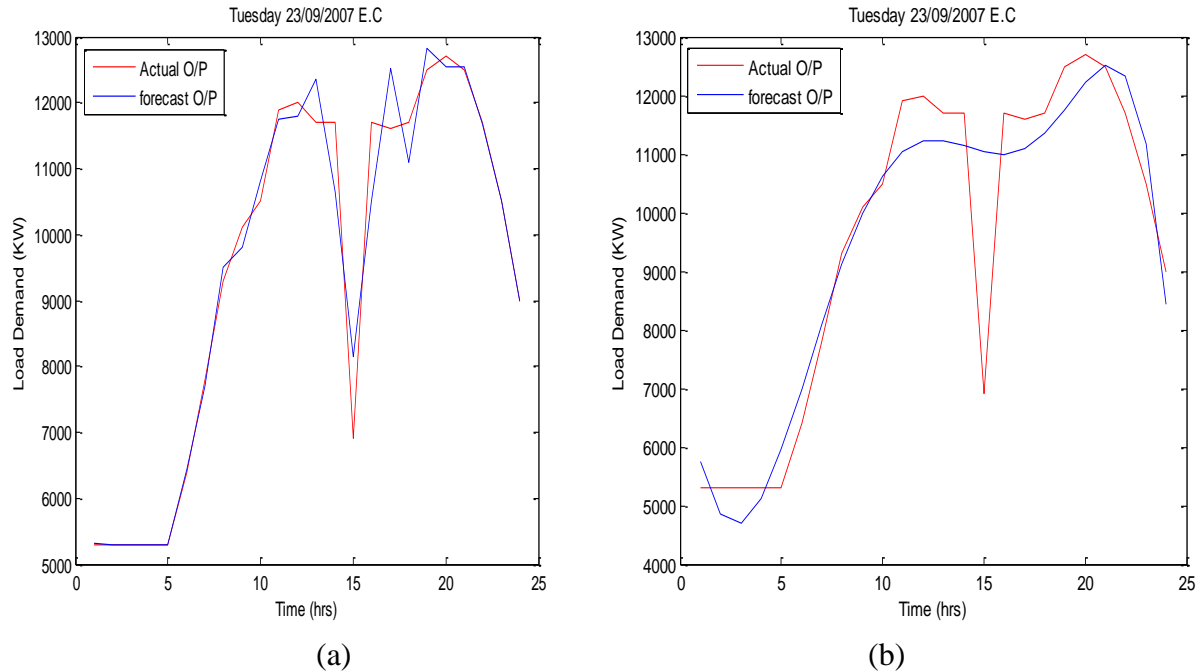 Tuesday 23/09/2007 E.C
13000
12000
11000
10000
9000
8000
7000
6000
5000
0
5
10
15
20
25
Load Demand (KW)
Time (hrs)
Actual O/P
forecast O/P
(a)
Tuesday 23/09/2007 E.C
13000
12000
11000
10000
9000
8000
7000
6000
5000
4000
0
5
10
15
20
25
Load Demand (KW)
Time (hrs)
Actual O/P
forecast O/P
(b)